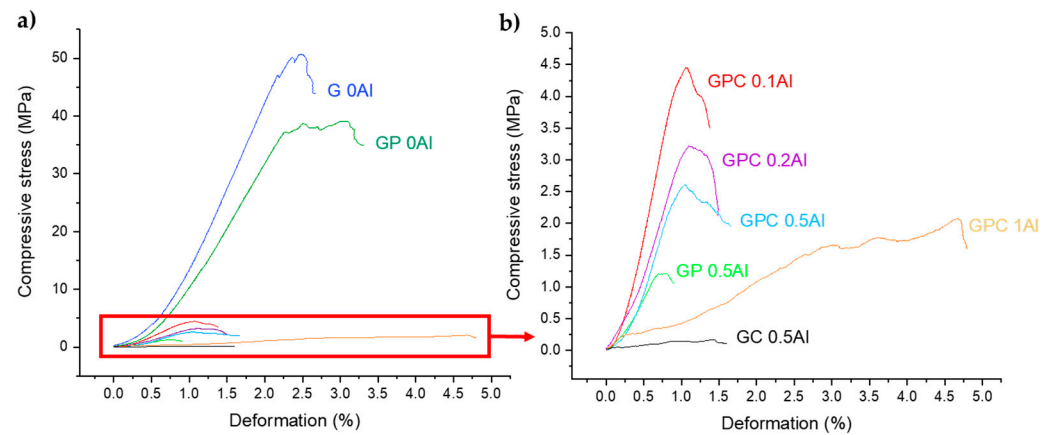 a)
Compressive stress (MPa)
50
40
30
20
10
0
G 0Al
GP 0Al
0.0 0.5 1.0 1.5 2.0 2.5 3.0 3.5 4.0 4.5 5.0
Deformation (%)
b)
Compressive stress (MPa)
5.0
4.5
4.0
3.5
3.0
2.5
2.0
1.5
1.0
0.5
0.0
GPC 0.1Al
GPC 0.2Al
GPC 0.5Al
GPC 1Al
GP 0.5Al
GC 0.5Al
0.0 0.5 1.0 1.5 2.0 2.5 3.0 3.5 4.0 4.5 5.0
Deformation (%)